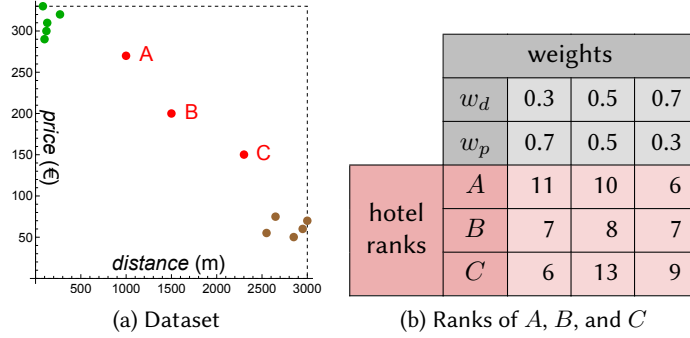 price (€)
300
250
200
150
100
50
A
B
C
distance (m)
500 1000 1500 2000 2500 3000
(a) Dataset
weights
w_d 0.3 0.5 0.7
w_p 0.7 0.5 0.3
hotel ranks
A 11 10 6
B 7 8 7
C 6 13 9
(b) Ranks of A, B, and C